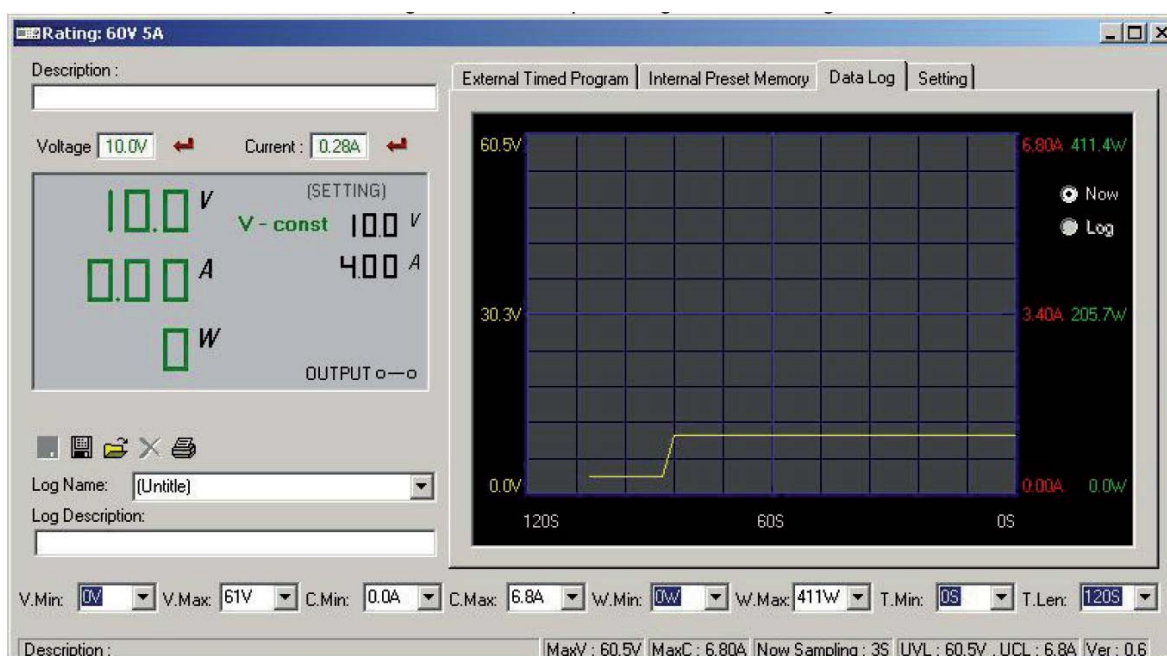 Rating: 60V 5A
Description :
External Timed Program Internal Preset Memory Data Log Setting
Voltage 10.0V Current : 0.28A
10.0 V
0.00 A
0 W
(SETTING)
V - const 10.0 V
4.00 A
OUTPUT
60.5V
30.3V
0.0V
6.80A 411.4W
Now
Log
3.40A 205.7W
0.00A 0.0W
120S 60S 0S
Log Name: (Untitle)
Log Description:
V.Min: 0V V.Max: 61V C.Min: 0.0A C.Max: 6.8A W.Min: 0W W.Max: 411W T.Min: 0S T.Len: 120S
Description : MaxV : 60.5V MaxC : 6.80A Now Sampling : 3S UVL : 60.5V , UCL : 6.8A Ver : 0.6